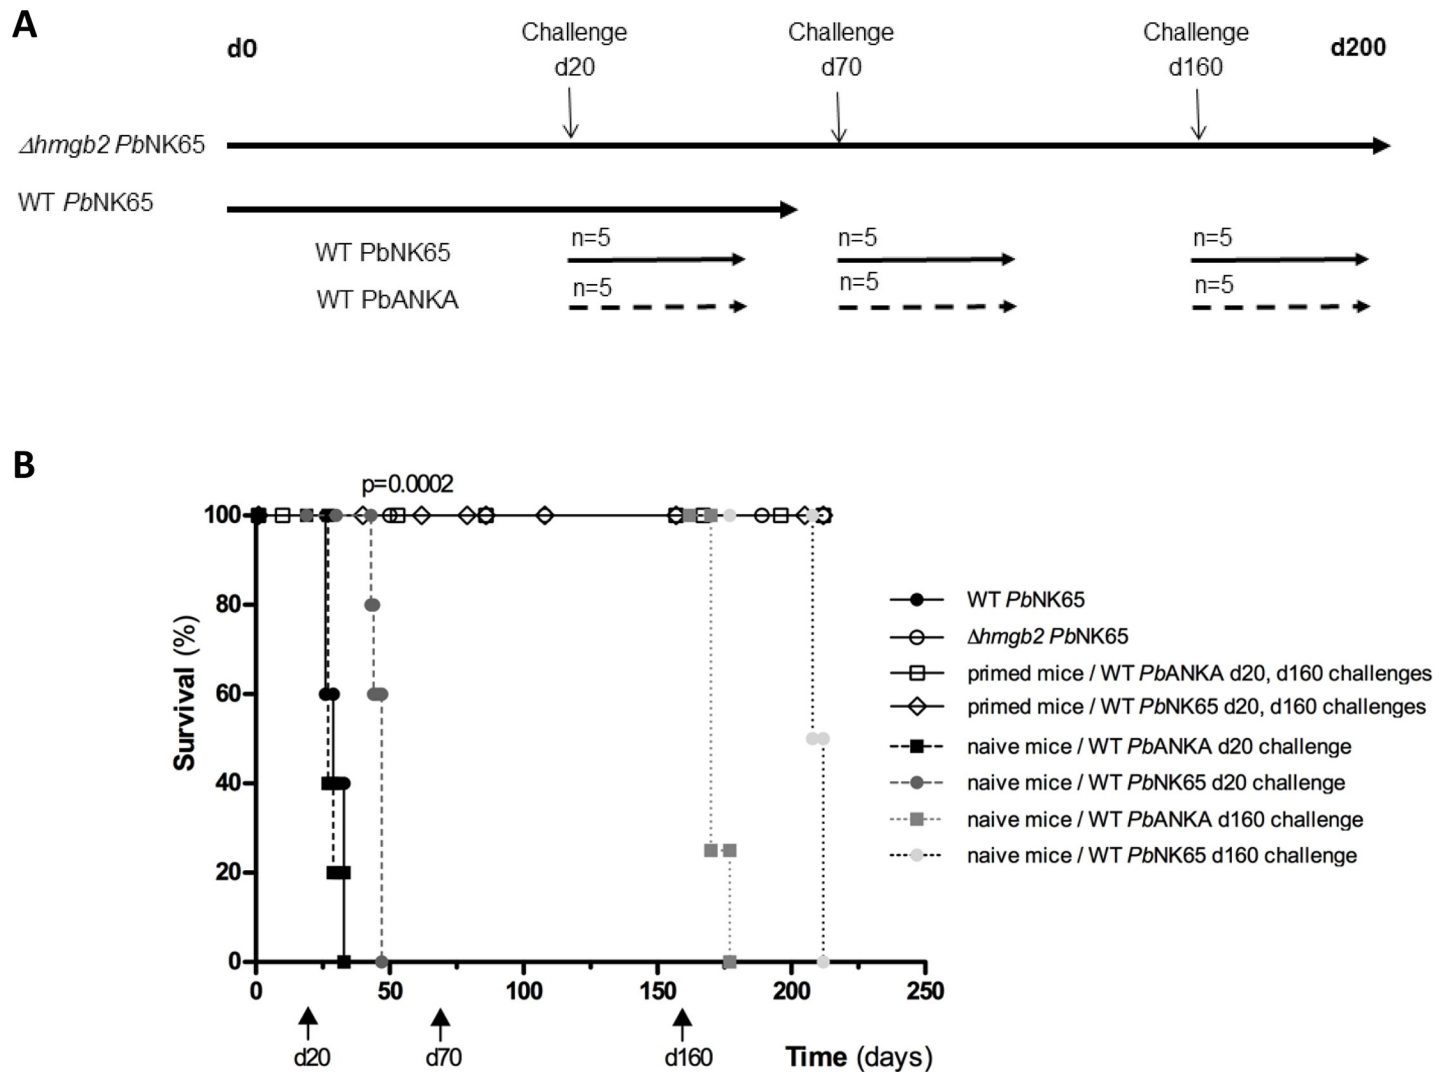 A
d0
Challenge
d20
Challenge
d70
Challenge
d160
d200
Δhmgb2 PbNK65
WT PbNK65
WT PbNK65
n=5
n=5
n=5
WT PbANKA
n=5
n=5
n=5
B
p=0.0002
100
80
60
40
20
0
Survival (%)
0 50 100 150 200 250
d20
d70
d160
Time (days)
WT PbNK65
Δhmgb2 PbNK65
primed mice / WT PbANKA d20, d160 challenges
primed mice / WT PbNK65 d20, d160 challenges
naive mice / WT PbANKA d20 challenge
naive mice / WT PbNK65 d20 challenge
naive mice / WT PbANKA d160 challenge
naive mice / WT PbNK65 d160 challenge